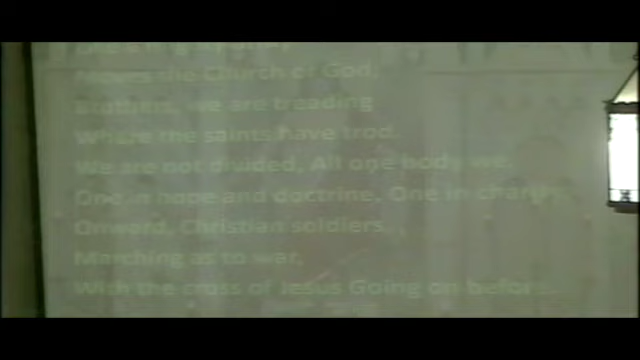 Moves the Church of God,
Brothers, we are treading
Where the saints have trod.
We are not divided, All one body we,
One in hope and doctrine, One in charity
Onward, Christian soldiers,
Marching as to war,
With the cross of Jesus Going on before